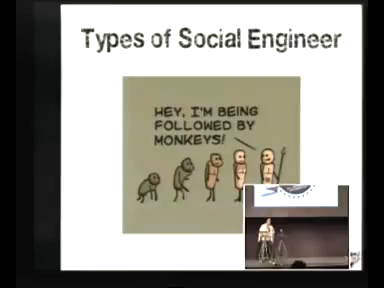 Types of Social Engineer
HEY, I'M BEING
FOLLOWED BY
MONKEYS!